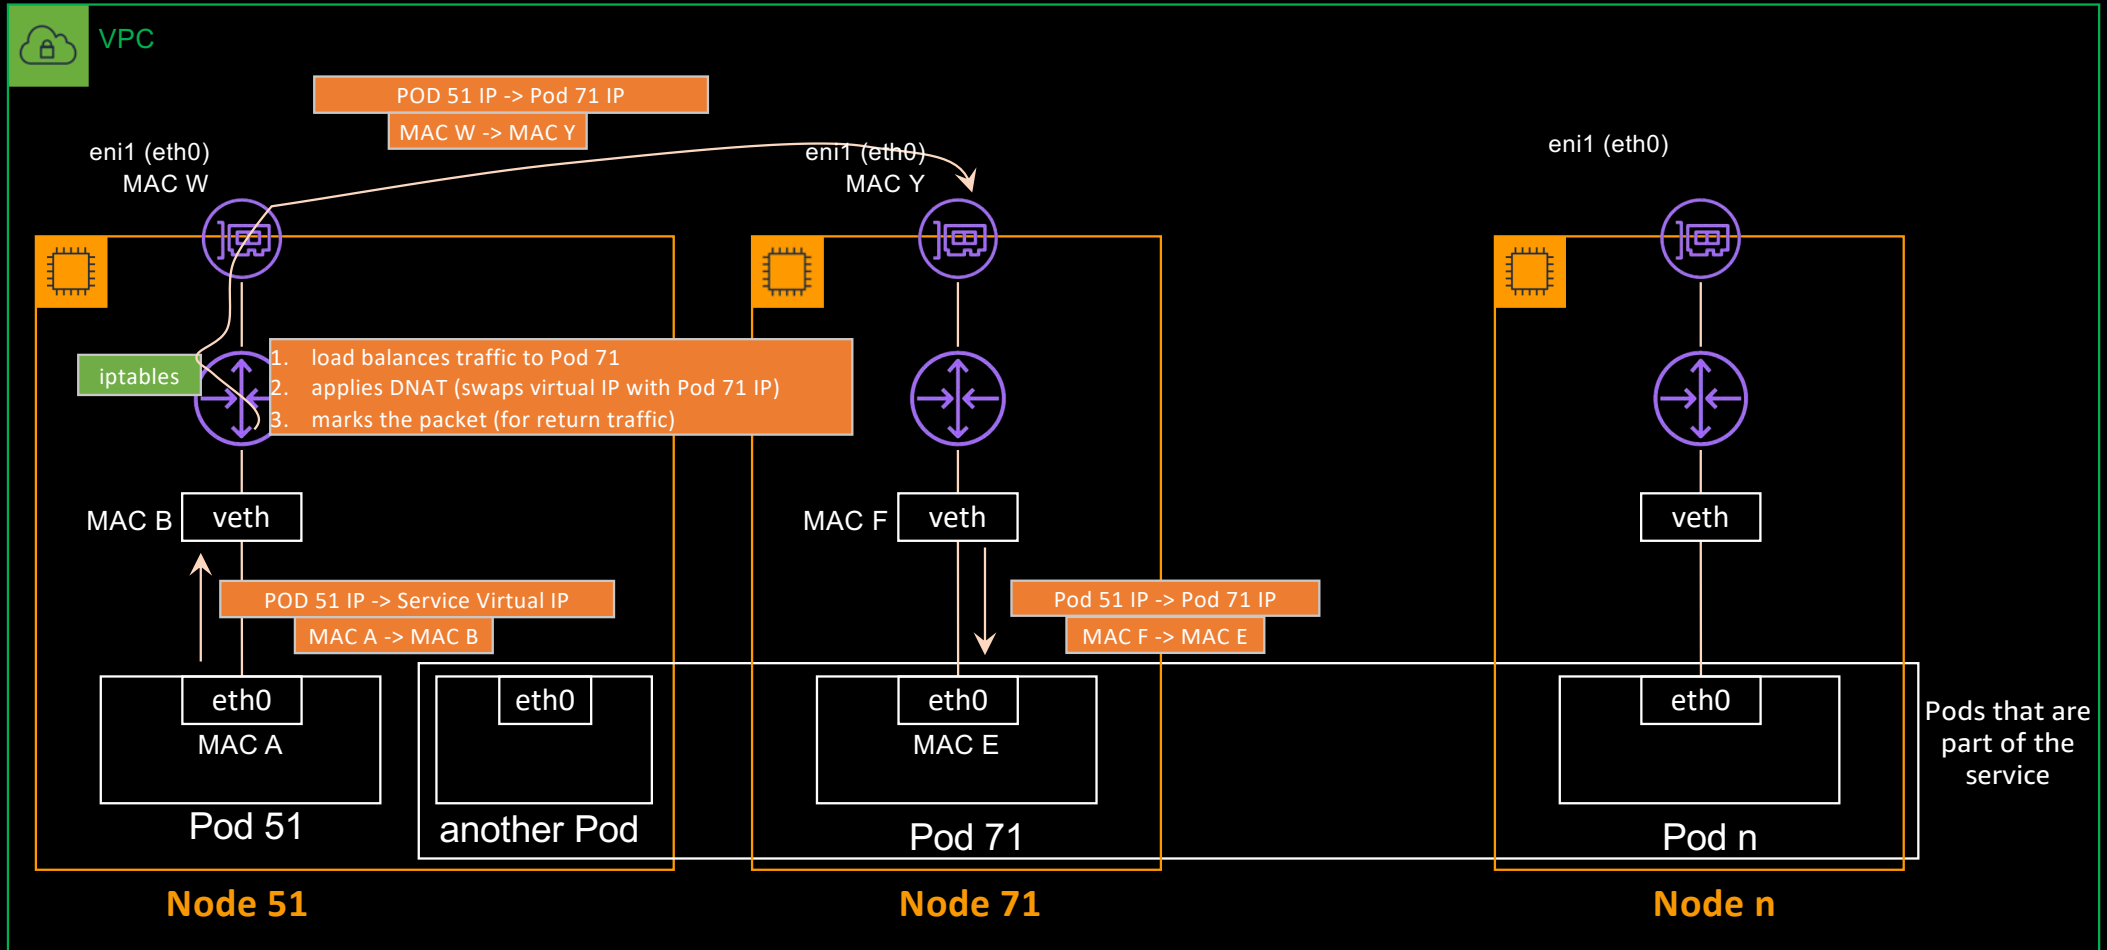 VPC
POD 51 IP -> Pod 71 IP
MAC W -> MAC Y
eni1 (eth0)
MAC W
eni1 (eth0)
MAC Y
eni1 (eth0)
iptables
1. load balances traffic to Pod 71
2. applies DNAT (swaps virtual IP with Pod 71 IP)
3. marks the packet (for return traffic)
MAC B
veth
MAC F
veth
veth
POD 51 IP -> Service Virtual IP
MAC A -> MAC B
Pod 51 IP -> Pod 71 IP
MAC F -> MAC E
eth0
MAC A
eth0
eth0
MAC E
eth0
Pods that are
part of the
service
Pod 51
another Pod
Pod 71
Pod n
Node 51
Node 71
Node n